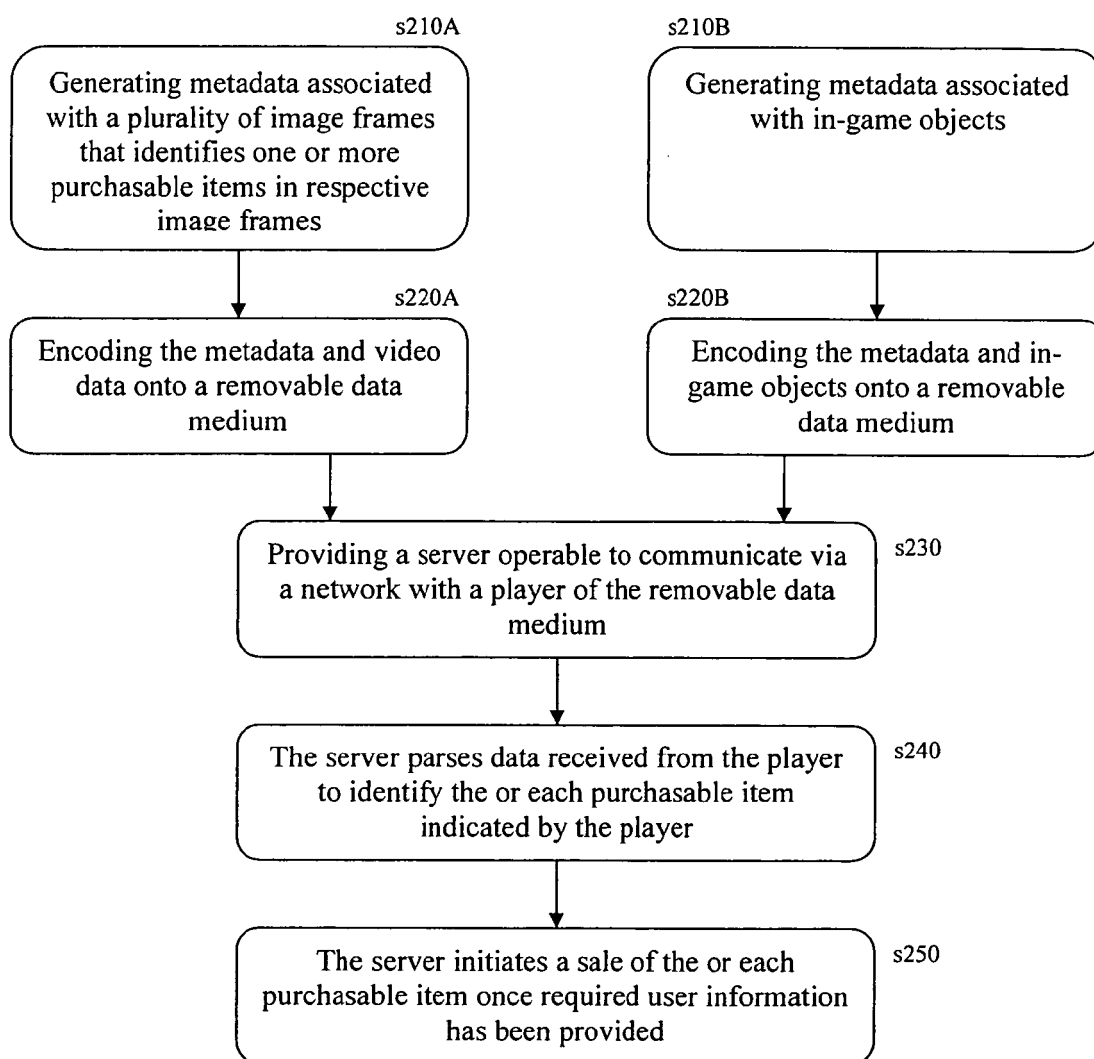 s210A
Generating metadata associated
with a plurality of image frames
that identifies one or more
purchasable items in respective
image frames
s210B
Generating metadata associated
with in-game objects
s220A
Encoding the metadata and video
data onto a removable data
medium
s220B
Encoding the metadata and in-
game objects onto a removable
data medium
s230
Providing a server operable to communicate via
a network with a player of the removable data
medium
s240
The server parses data received from the player
to identify the or each purchasable item
indicated by the player
s250
The server initiates a sale of the or each
purchasable item once required user information
has been provided